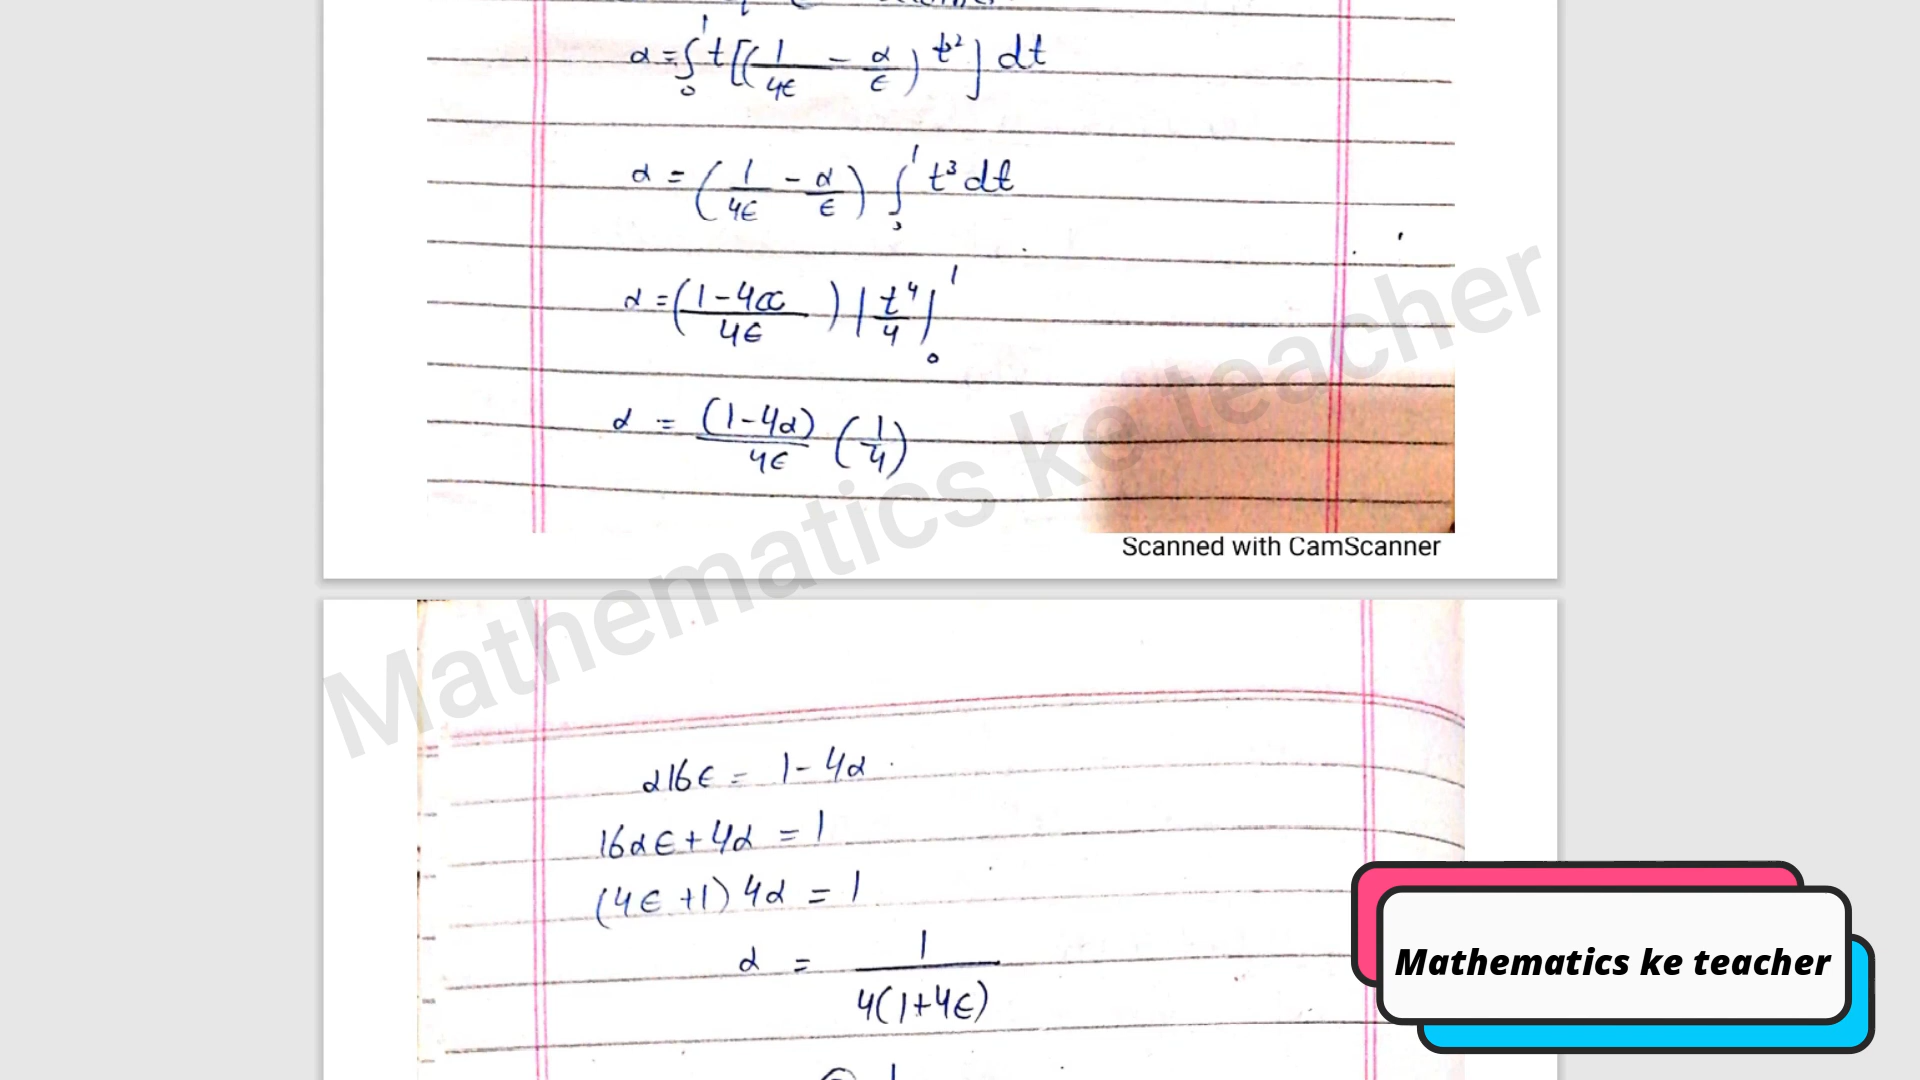 α = ∫₀¹ t [(1/4ϵ − α/ϵ) t²] dt
α = (1/4ϵ − α/ϵ) ∫₀¹ t³ dt
α = (1−4α/4ϵ) |t⁴/4|₀¹
α = (1−4α)/4ϵ (1/4)
Scanned with CamScanner
Mathematics ke teacher
α16ϵ = 1 − 4α
16αϵ + 4α = 1
(4ϵ + 1) 4α = 1
α = 1/4(1+4ϵ)
Mathematics ke teacher